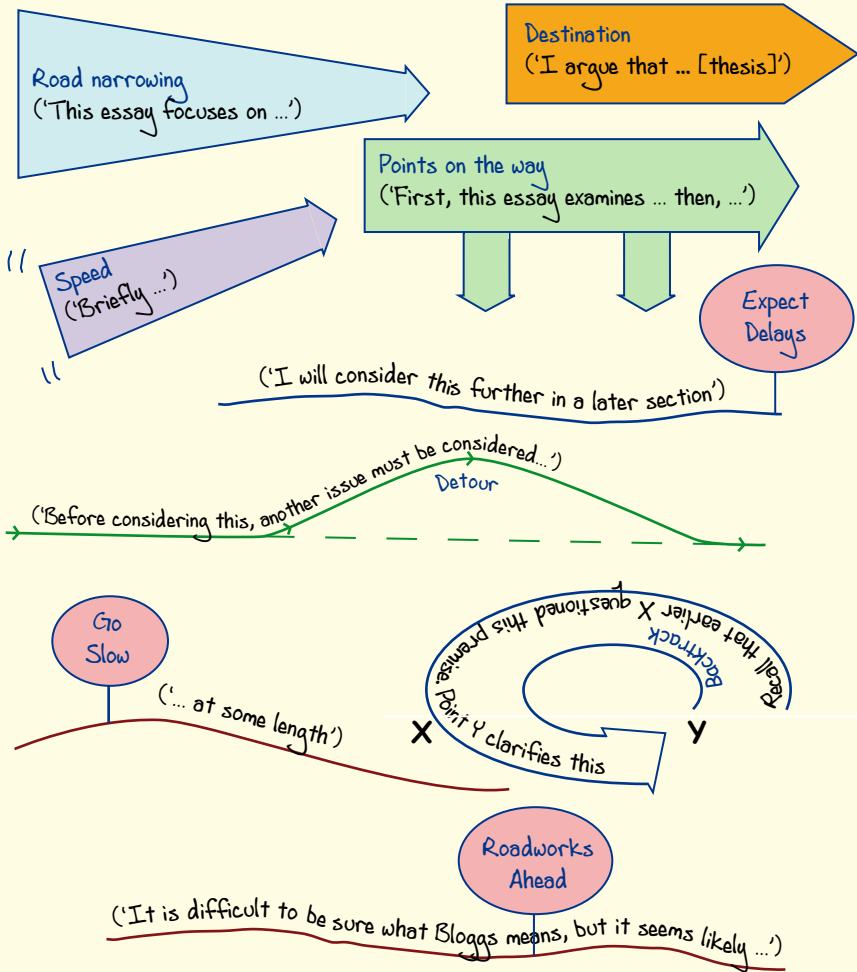 Road narrowing
('This essay focuses on ...')
Destination
('I argue that ... [thesis]')
Points on the way
('First, this essay examines ... then, ...')
Speed
('Briefly ...')
Expect
Delays
('I will consider this further in a later section')
('Before considering this, another issue must be considered...')
Detour
Go
Slow
('... at some length')
Recall that earlier X questioned this premise
Backtrack
Point Y clarifies this
X
Y
Roadworks
Ahead
('It is difficult to be sure what Bloggs means, but it seems likely ...')